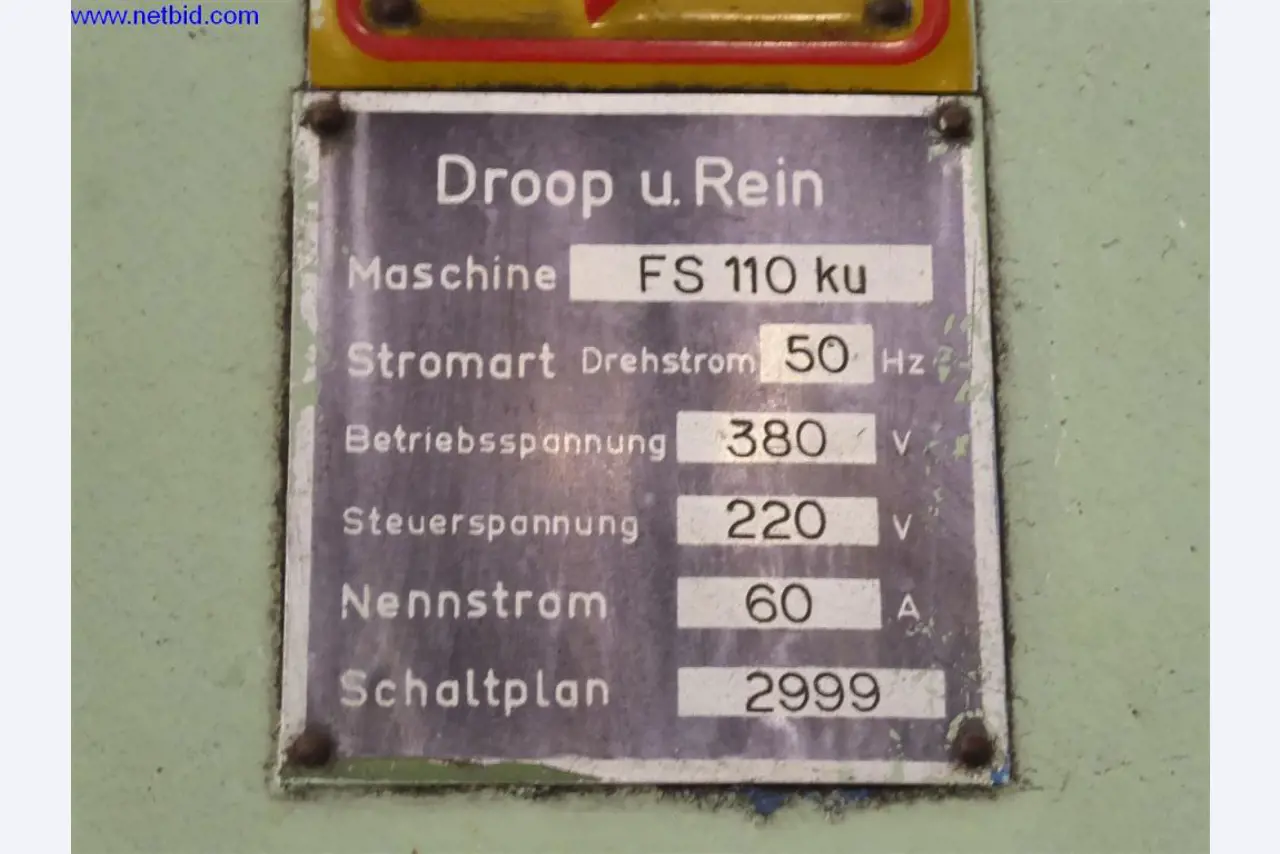 www.netbid.com
Droop u. Rein
Maschine FS 110 ku
Stromart Drehstrom 50 Hz
Betriebsspannung 380 V
Steuerspannung 220 V
Nennstrom 60 A
Schaltplan 2999